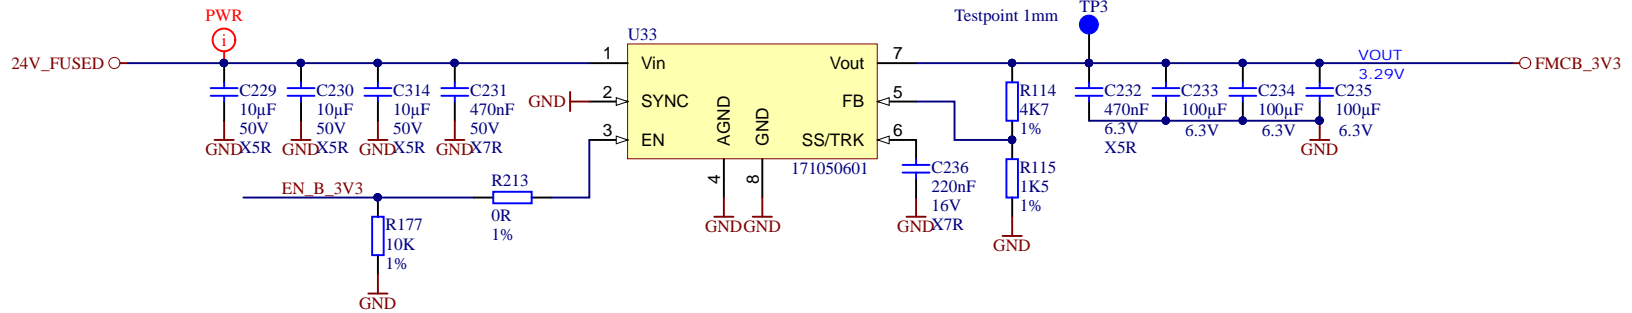 PWR
i
24V_FUSED
C229
10µF
50V
X5R
GND
C230
10µF
50V
X5R
GND
C314
10µF
50V
X5R
GND
C231
470nF
50V
X7R
GND
U33
1
Vin
GND
2
SYNC
3
EN
AGND
GND
4
8
GND
GND
Vout
7
FB
5
SS/TRK
6
171050601
EN_B_3V3
R213
0R
1%
R177
10K
1%
GND
C236
220nF
16V
X7R
GND
R114
4K7
1%
R115
1K5
1%
GND
Testpoint 1mm
TP3
C232
470nF
6.3V
X5R
C233
100µF
6.3V
C234
100µF
6.3V
C235
100µF
6.3V
GND
VOUT
3.29V
FMCB_3V3